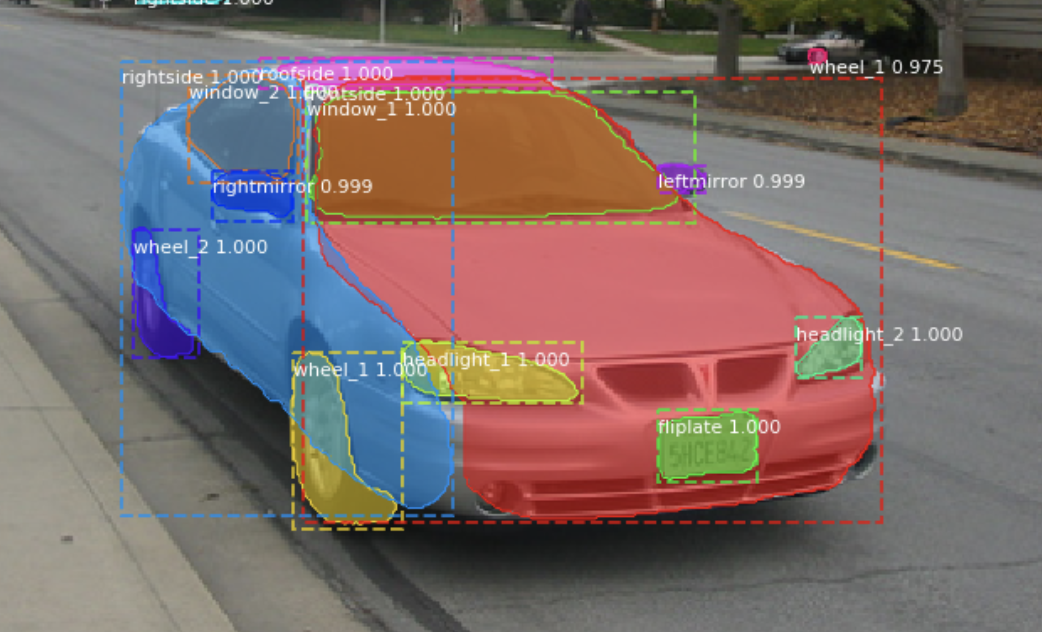 rightside 1.000
wheel_1 0.975
rightside 1.000
roofside 1.000
window_2 1.000
frontside 1.000
window_1 1.000
rightmirror 0.999
leftmirror 0.999
wheel_2 1.000
headlight_2 1.000
headlight_1 1.000
wheel_1 1.000
fliplate 1.000
5HCE842